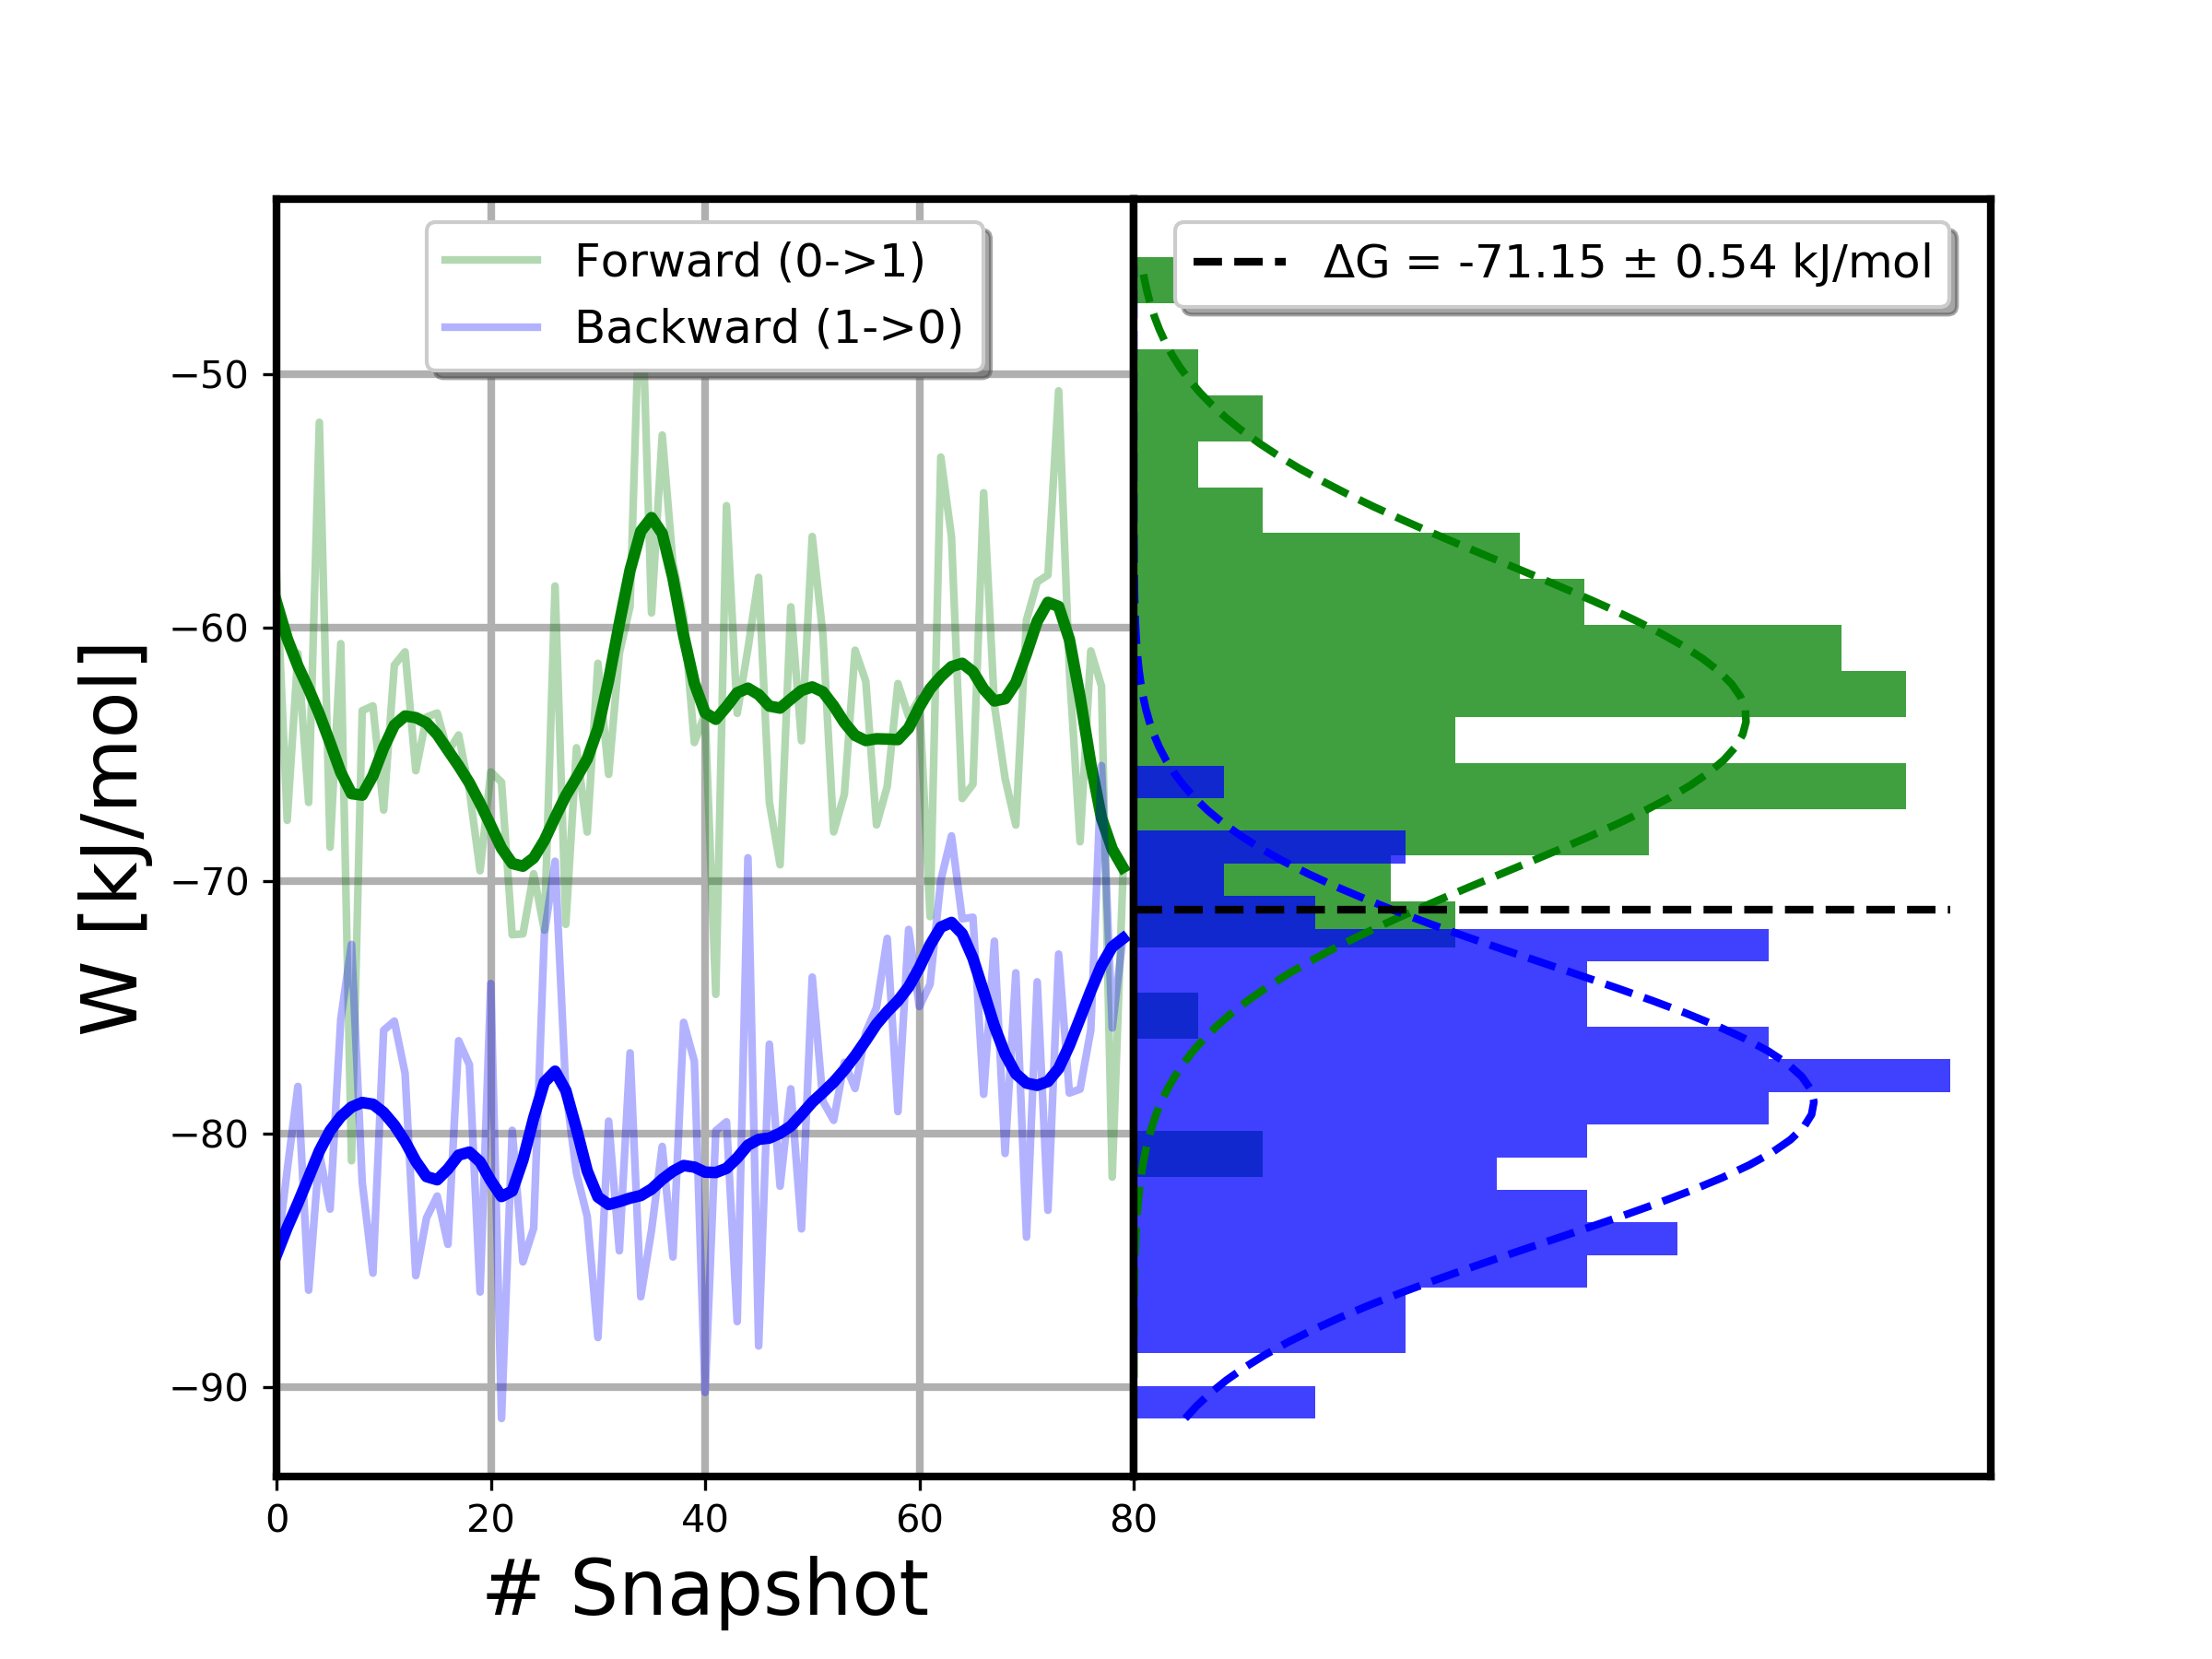 Forward (0->1)
Backward (1->0)
ΔG = -71.15 ± 0.54 kJ/mol
W [kJ/mol]
−50
−60
−70
−80
−90
0 20 40 60 80
# Snapshot